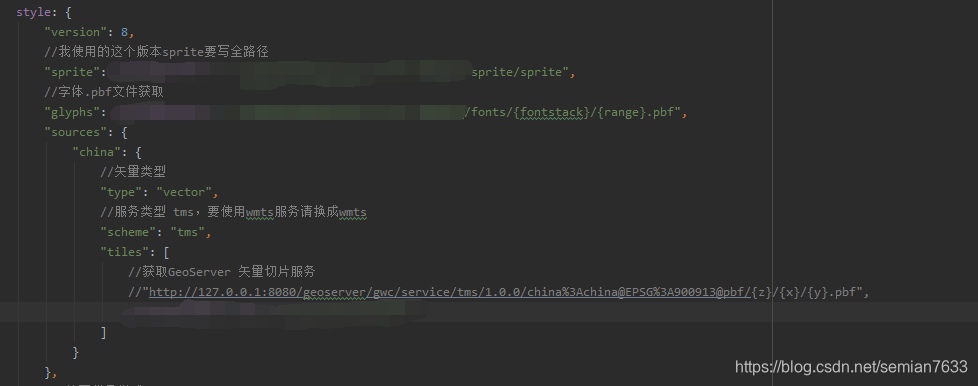 style: {
"version": 8,
//我使用的这个版本sprite要写全路径
"sprite": sprite/sprite",
//字体.pbf文件获取
"glyphs": /fonts/{fontstack}/{range}.pbf",
"sources": {
"china": {
//矢量类型
"type": "vector",
//服务类型 tms，要使用wmts服务请换成wmts
"scheme": "tms",
"tiles": [
//获取GeoServer 矢量切片服务
//"http://127.0.0.1:8080/geoserver/gwc/service/tms/1.0.0/china%3Achina@EPSG%3A900913@pbf/{z}/{x}/{y}.pbf",
]
}
},
https://blog.csdn.net/semian7633